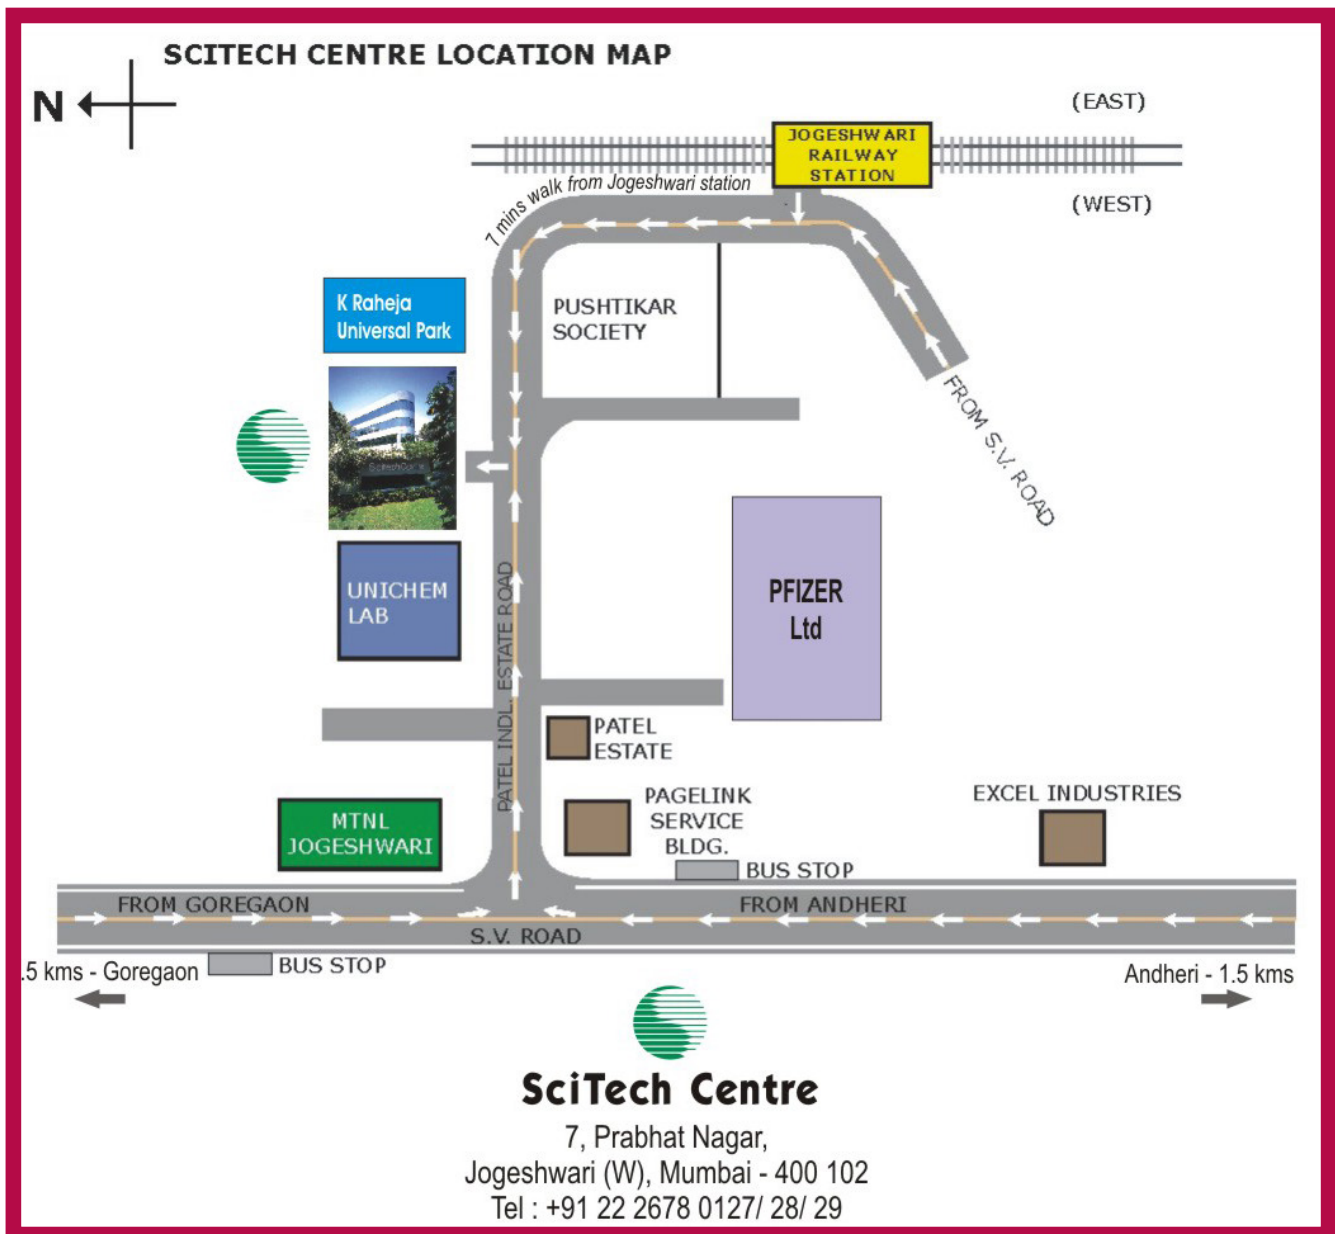 SCITECH CENTRE LOCATION MAP
N
(EAST)
JOGESHWARI
RAILWAY
STATION
(WEST)
7 mins walk from Jogeshwari station
K Raheja
Universal Park
PUSHTIKAR
SOCIETY
FROM S.V. ROAD
SciTech Centre
UNICHEM
LAB
PATEL INDL. ESTATE ROAD
PFIZER
Ltd
PATEL
ESTATE
MTNL
JOGESHWARI
PAGELINK
SERVICE
BLDG.
EXCEL INDUSTRIES
BUS STOP
FROM GOREGAON
FROM ANDHERI
S.V. ROAD
.5 kms - Goregaon
BUS STOP
Andheri - 1.5 kms
SciTech Centre
7, Prabhat Nagar,
Jogeshwari (W), Mumbai - 400 102
Tel : +91 22 2678 0127/ 28/ 29